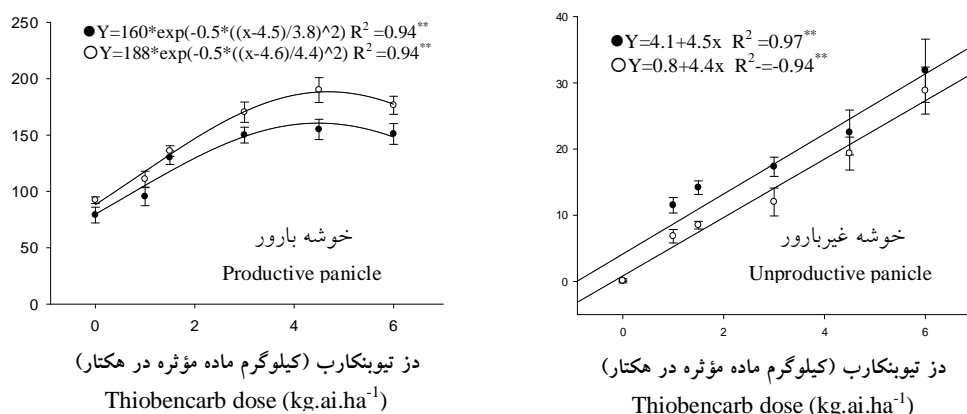 Y=160*exp(-0.5*((x-4.5)/3.8)^2) R² =0.94**
Y=188*exp(-0.5*((x-4.6)/4.4)^2) R² =0.94**
250
200
150
100
50
0
0
2
4
6
خوشه بارور
Productive panicle
دز تیوبنکارب (کیلوگرم ماده مؤثره در هکتار)
Thiobencarb dose (kg.ai.ha⁻¹)
Y=4.1+4.5x R² =0.97**
Y=0.8+4.4x R²-=-0.94**
40
30
20
10
0
0
2
4
6
خوشه غیربارور
Unproductive panicle
دز تیوبنکارب (کیلوگرم ماده مؤثره در هکتار)
Thiobencarb dose (kg.ai.ha⁻¹)